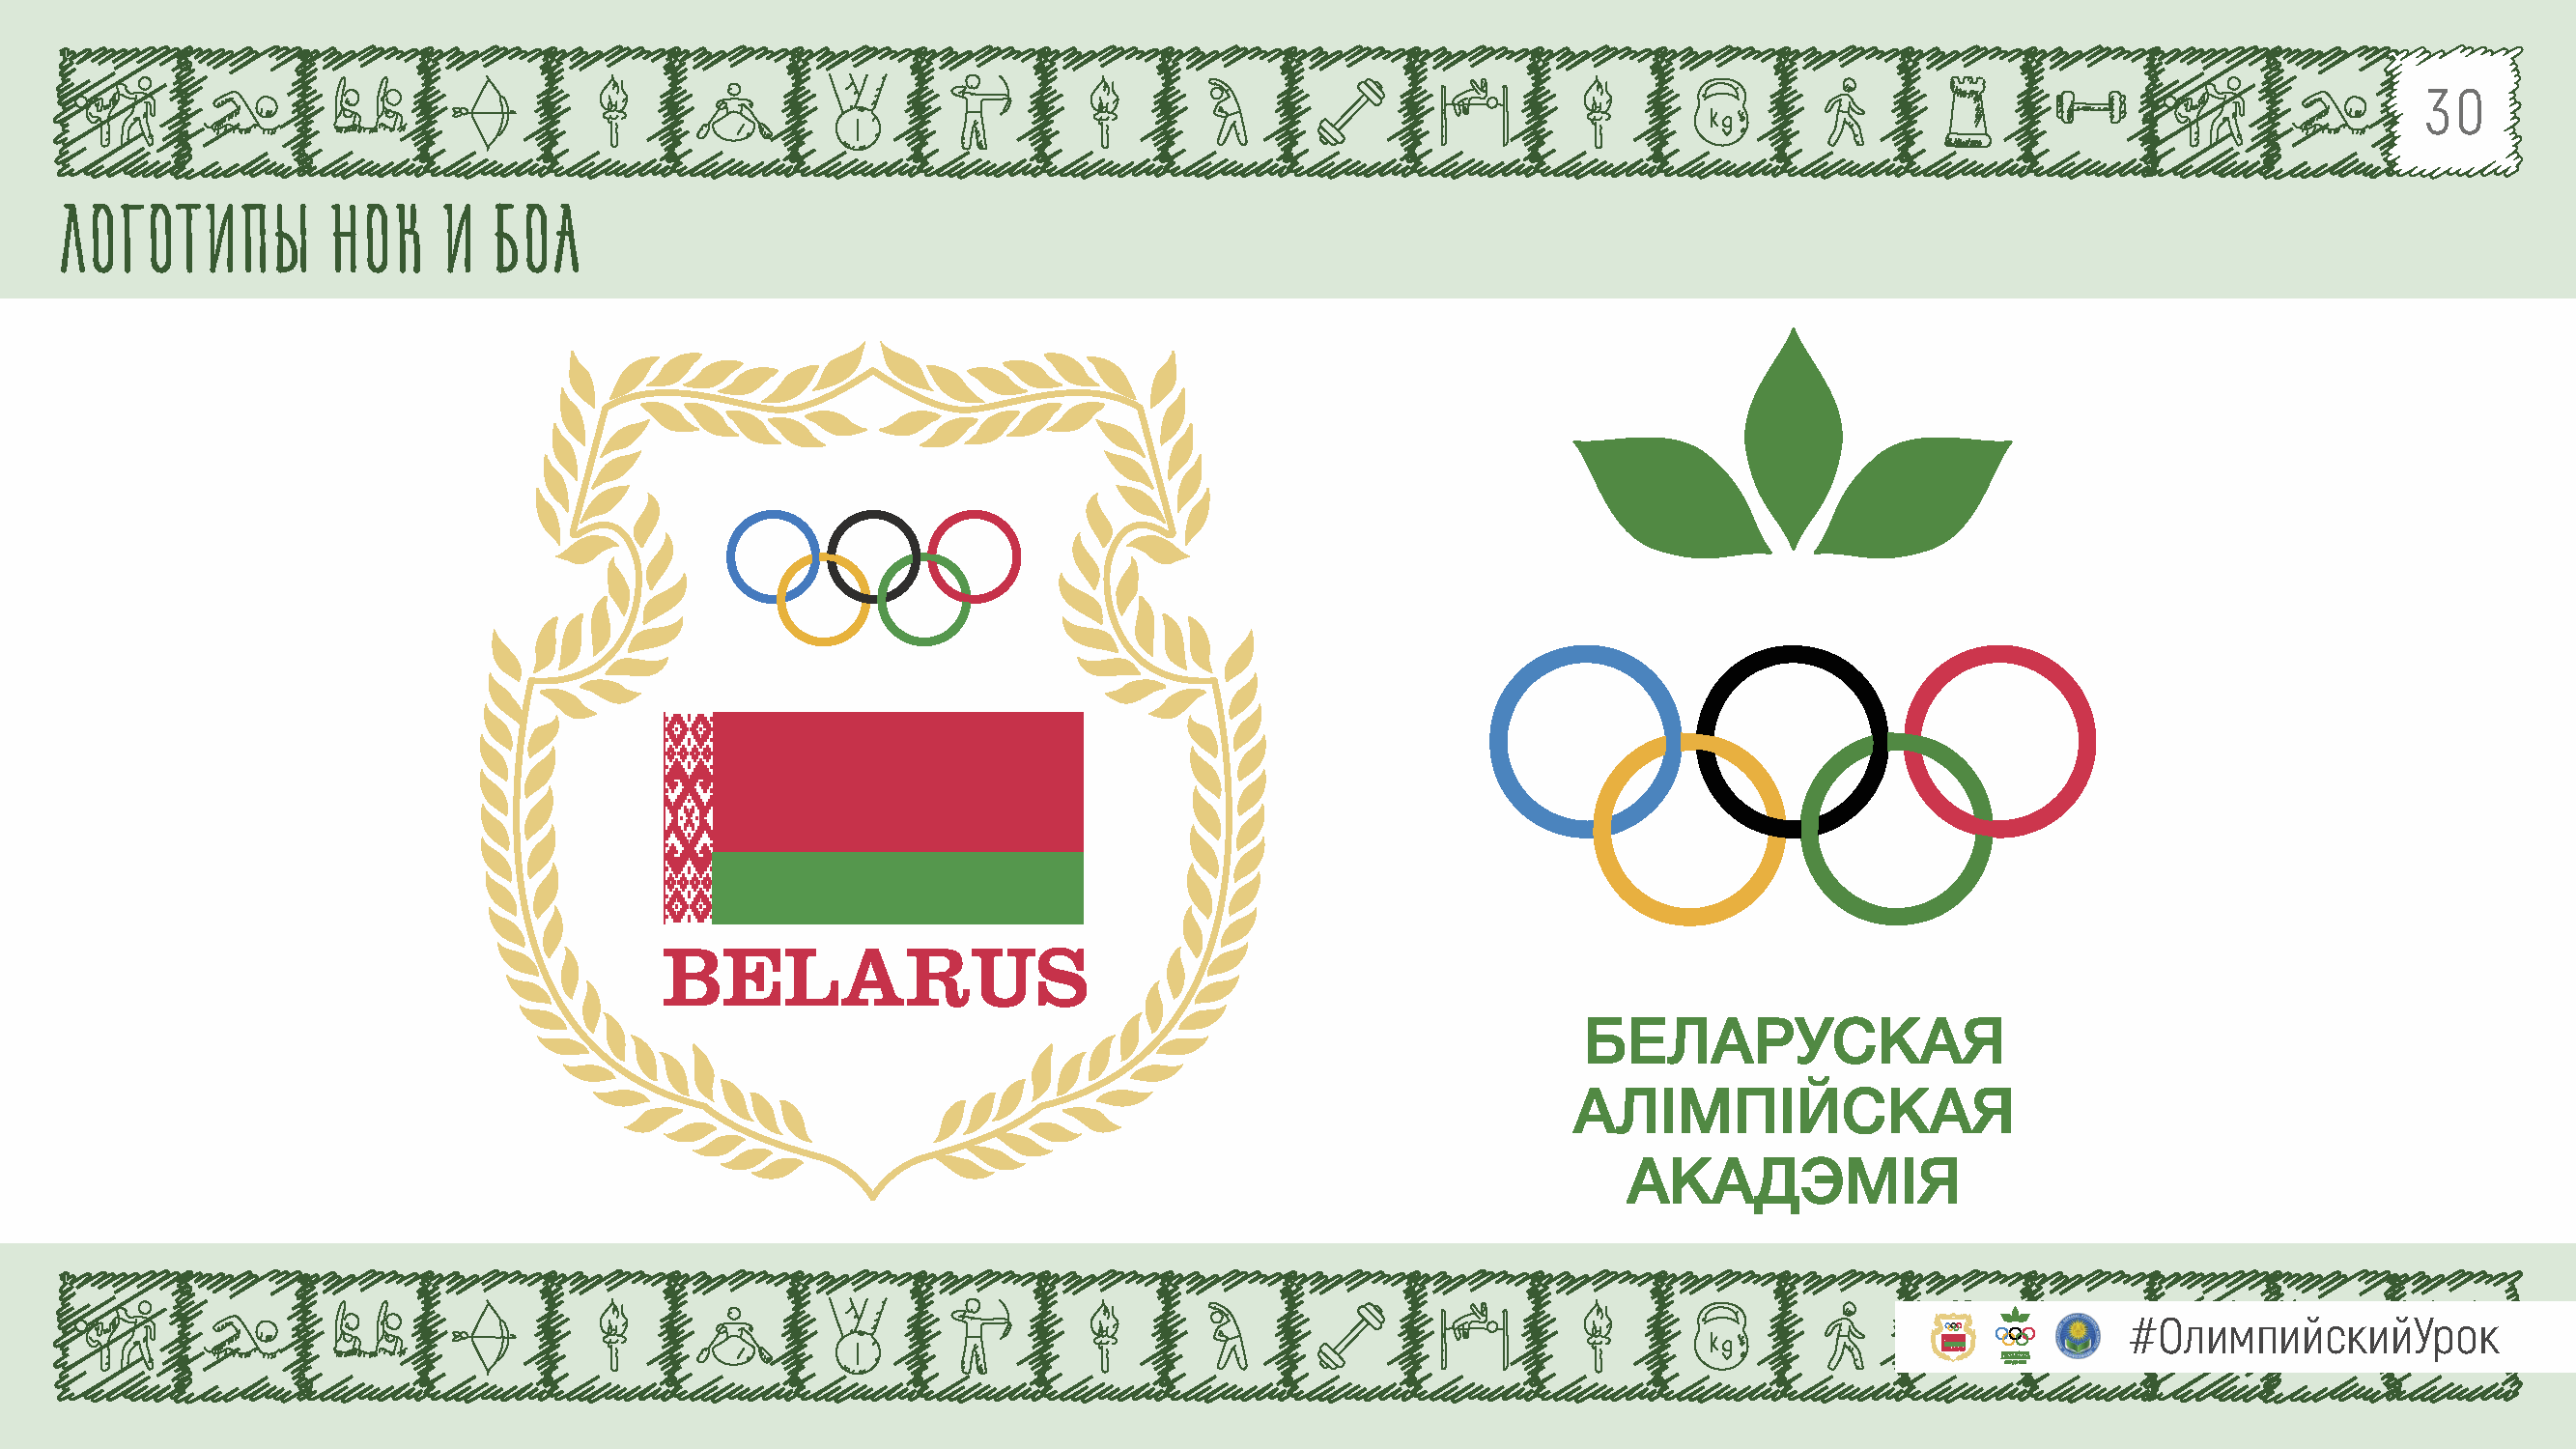 30
ЛОГОТИПЫ НОК И БОА
BELARUS
БЕЛАРУСКАЯ
АЛІМПІЙСКАЯ
АКАДЭМІЯ
kg
kg
#ОлимпийскийУрок